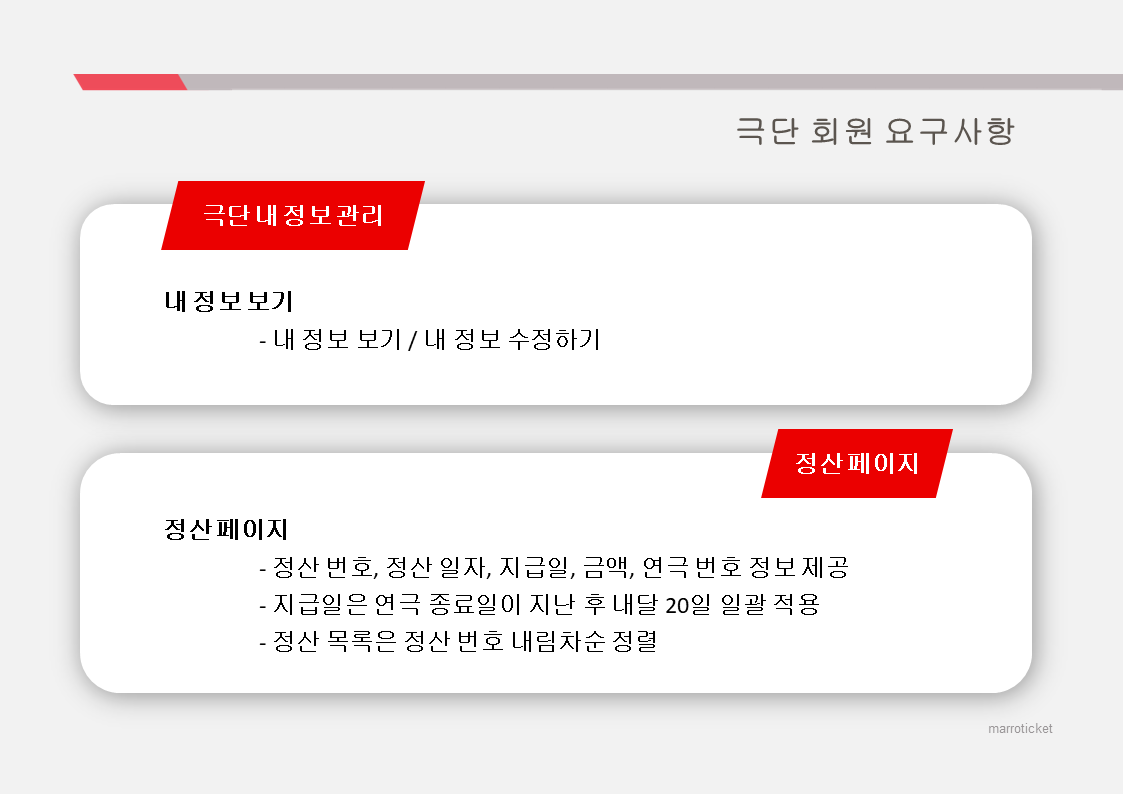 극단 회원 요구사항
극단 내 정보 관리
내 정보 보기
- 내 정보 보기 / 내 정보 수정하기
정산 페이지
정산 페이지
- 정산 번호, 정산 일자, 지급일, 금액, 연극 번호 정보 제공
- 지급일은 연극 종료일이 지난 후 내달 20일 일괄 적용
- 정산 목록은 정산 번호 내림차순 정렬
marroticket